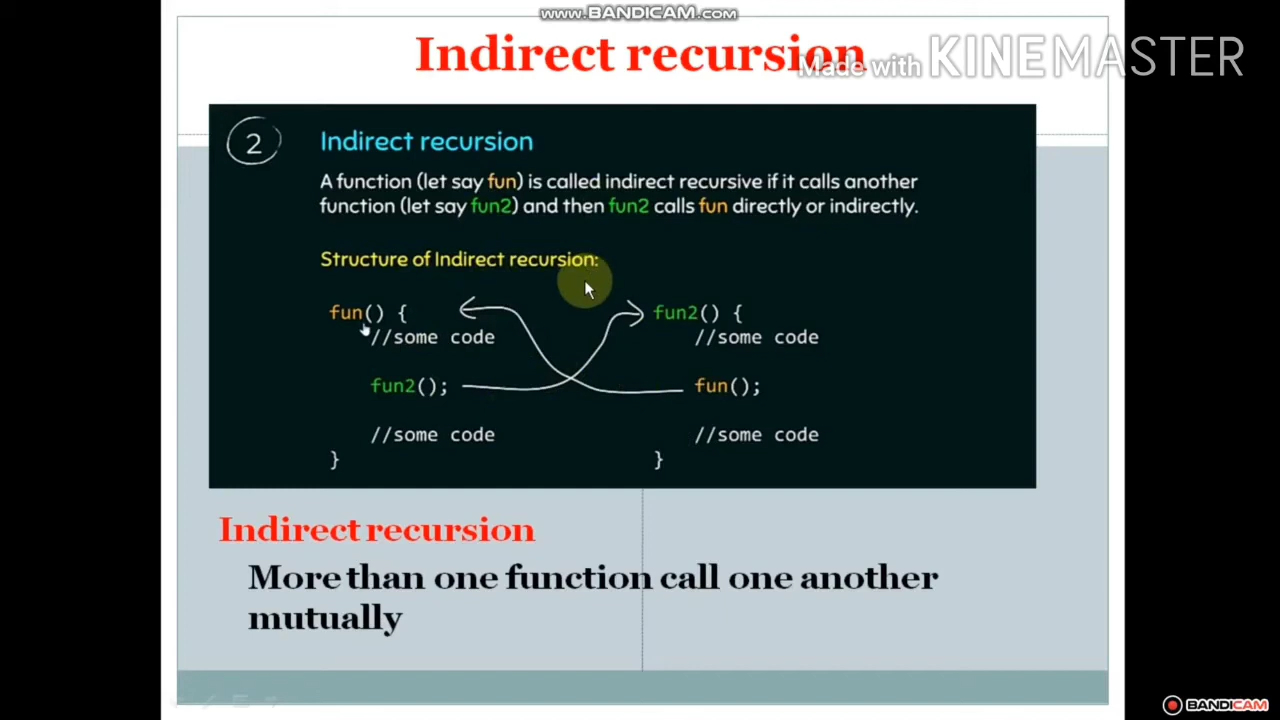 www.BANDICAM.com
Indirect recursion
Made with KINEMASTER
2
Indirect recursion
A function (let say fun) is called indirect recursive if it calls another
function (let say fun2) and then fun2 calls fun directly or indirectly.
Structure of Indirect recursion:
fun() {
//some code
fun2();
//some code
}
fun2() {
//some code
fun();
//some code
}
Indirect recursion
More than one function call one another
mutually
BANDICAM